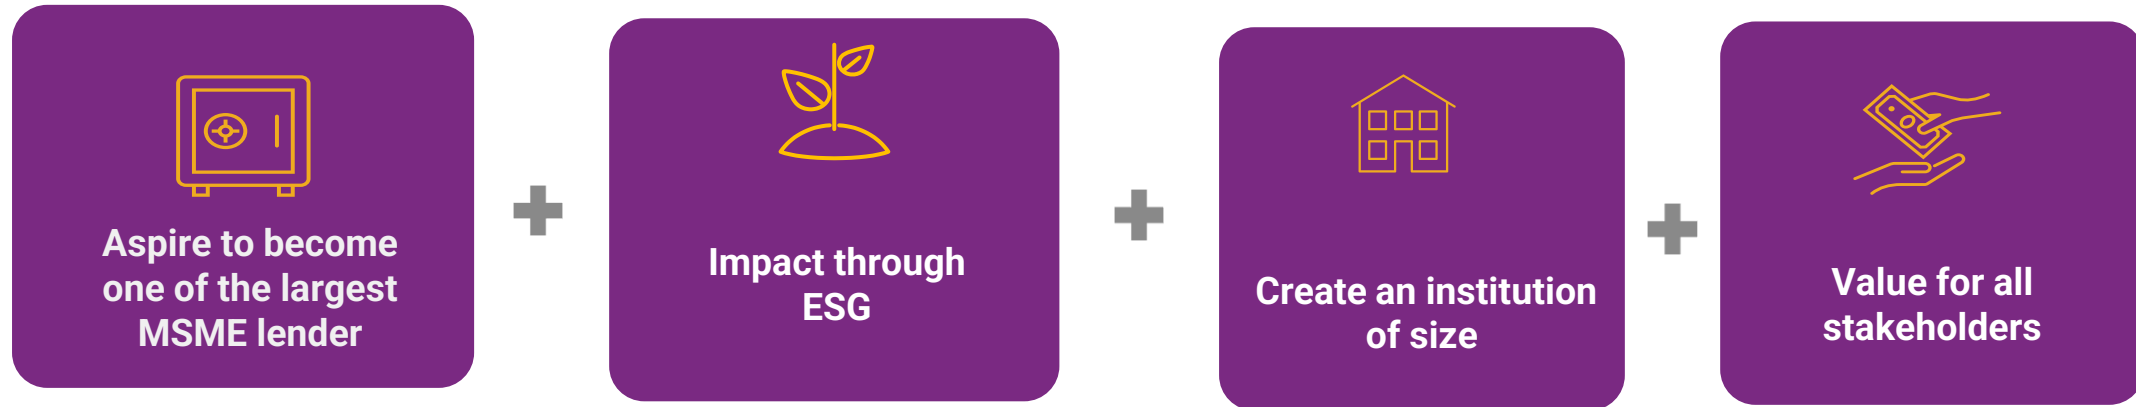 Aspire to become
one of the largest
MSME lender
Impact through
ESG
Create an institution
of size
Value for all
stakeholders